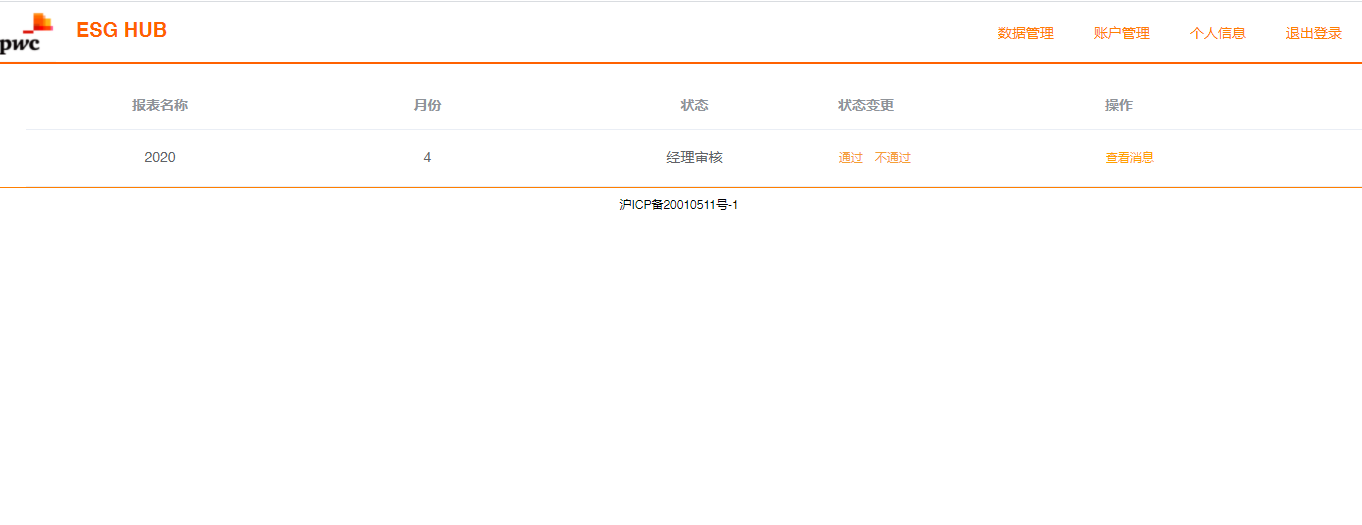 pwc ESG HUB 数据管理 账户管理 个人信息 退出登录
报表名称 月份 状态 状态变更 操作
2020 4 经理审核 通过 不通过 查看消息
沪ICP备20010511号-1